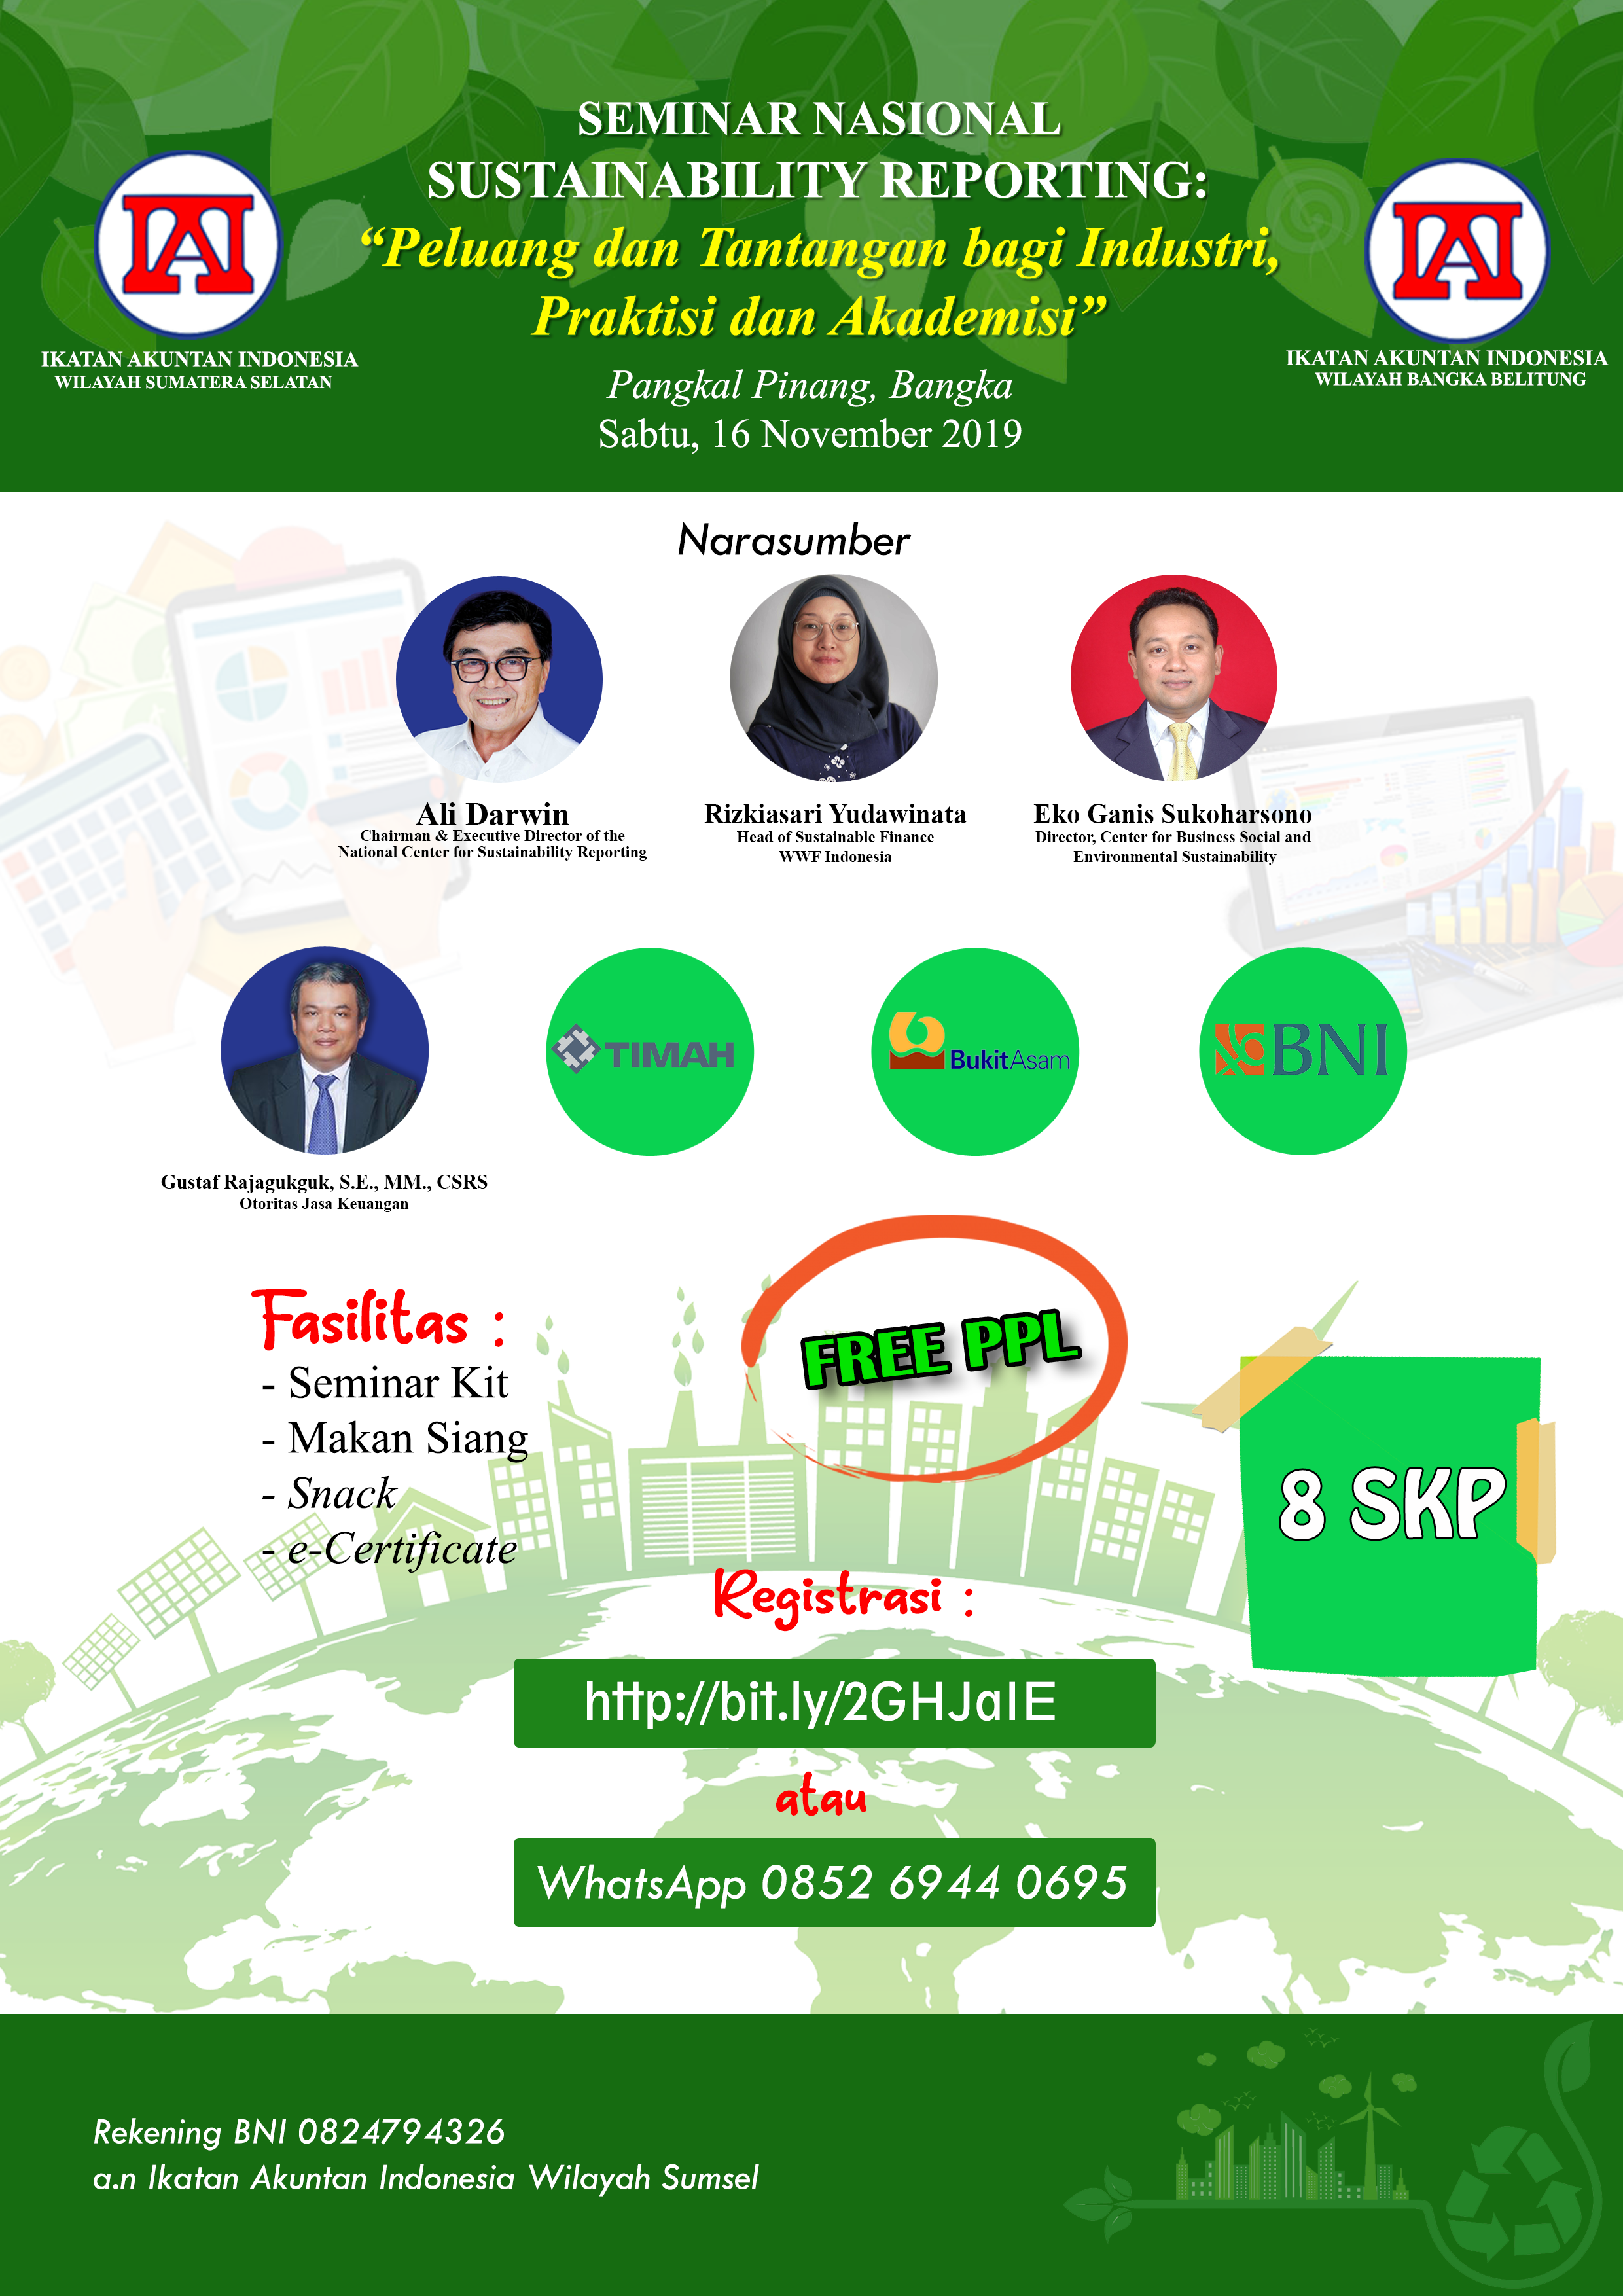 SEMINAR NASIONAL
SUSTAINABILITY REPORTING:
“Peluang dan Tantangan bagi Industri,
Praktisi dan Akademisi”
Pangkal Pinang, Bangka
Sabtu, 16 November 2019
IAI
IKATAN AKUNTAN INDONESIA
WILAYAH SUMATERA SELATAN
IAI
IKATAN AKUNTAN INDONESIA
WILAYAH BANGKA BELITUNG
Narasumber
Ali Darwin
Chairman & Executive Director of the
National Center for Sustainability Reporting
Rizkiasari Yudawinata
Head of Sustainable Finance
WWF Indonesia
Eko Ganis Sukoharsono
Director, Center for Business Social and
Environmental Sustainability
Gustaf Rajagukguk, S.E., MM., CSRS
Otoritas Jasa Keuangan
TIMAH
BukitAsam
BNI
Fasilitas :
- Seminar Kit
- Makan Siang
- Snack
- e-Certificate
FREE PPL
8 SKP
Registrasi :
http://bit.ly/2GHJaIE
atau
WhatsApp 0852 6944 0695
Rekening BNI 0824794326
a.n Ikatan Akuntan Indonesia Wilayah Sumsel